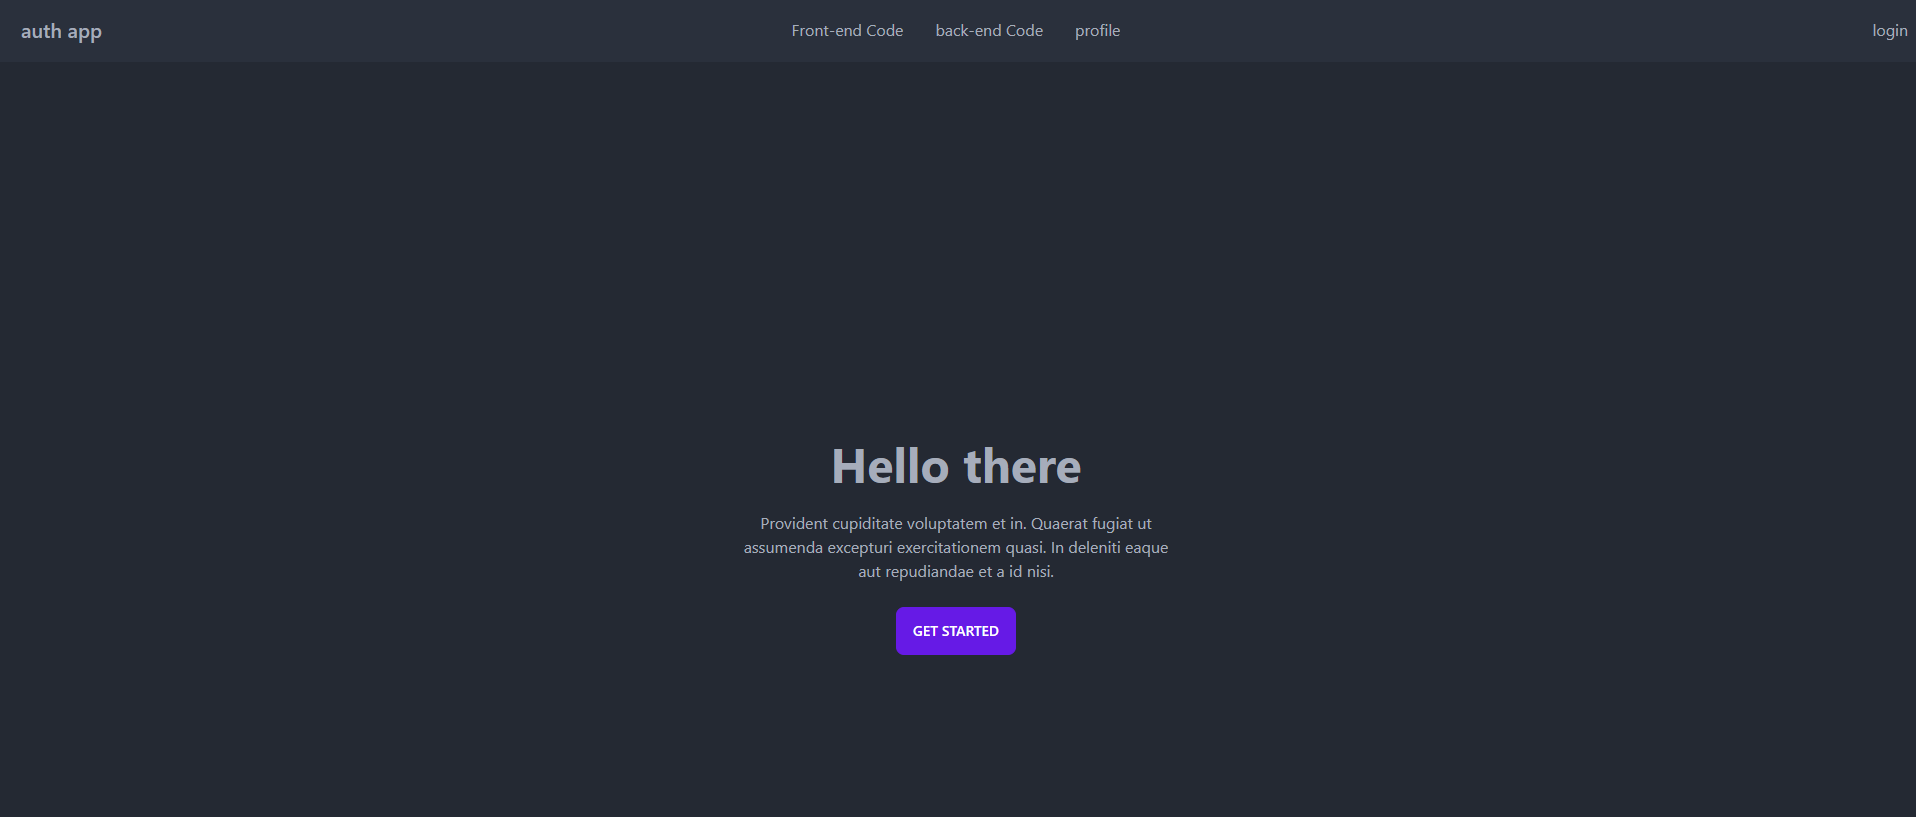 auth app
Front-end Code
back-end Code
profile
login
Hello there
Provident cupiditate voluptatem et in. Quaerat fugiat ut
assumenda excepturi exercitationem quasi. In deleniti eaque
aut repudiandae et a id nisi.
GET STARTED